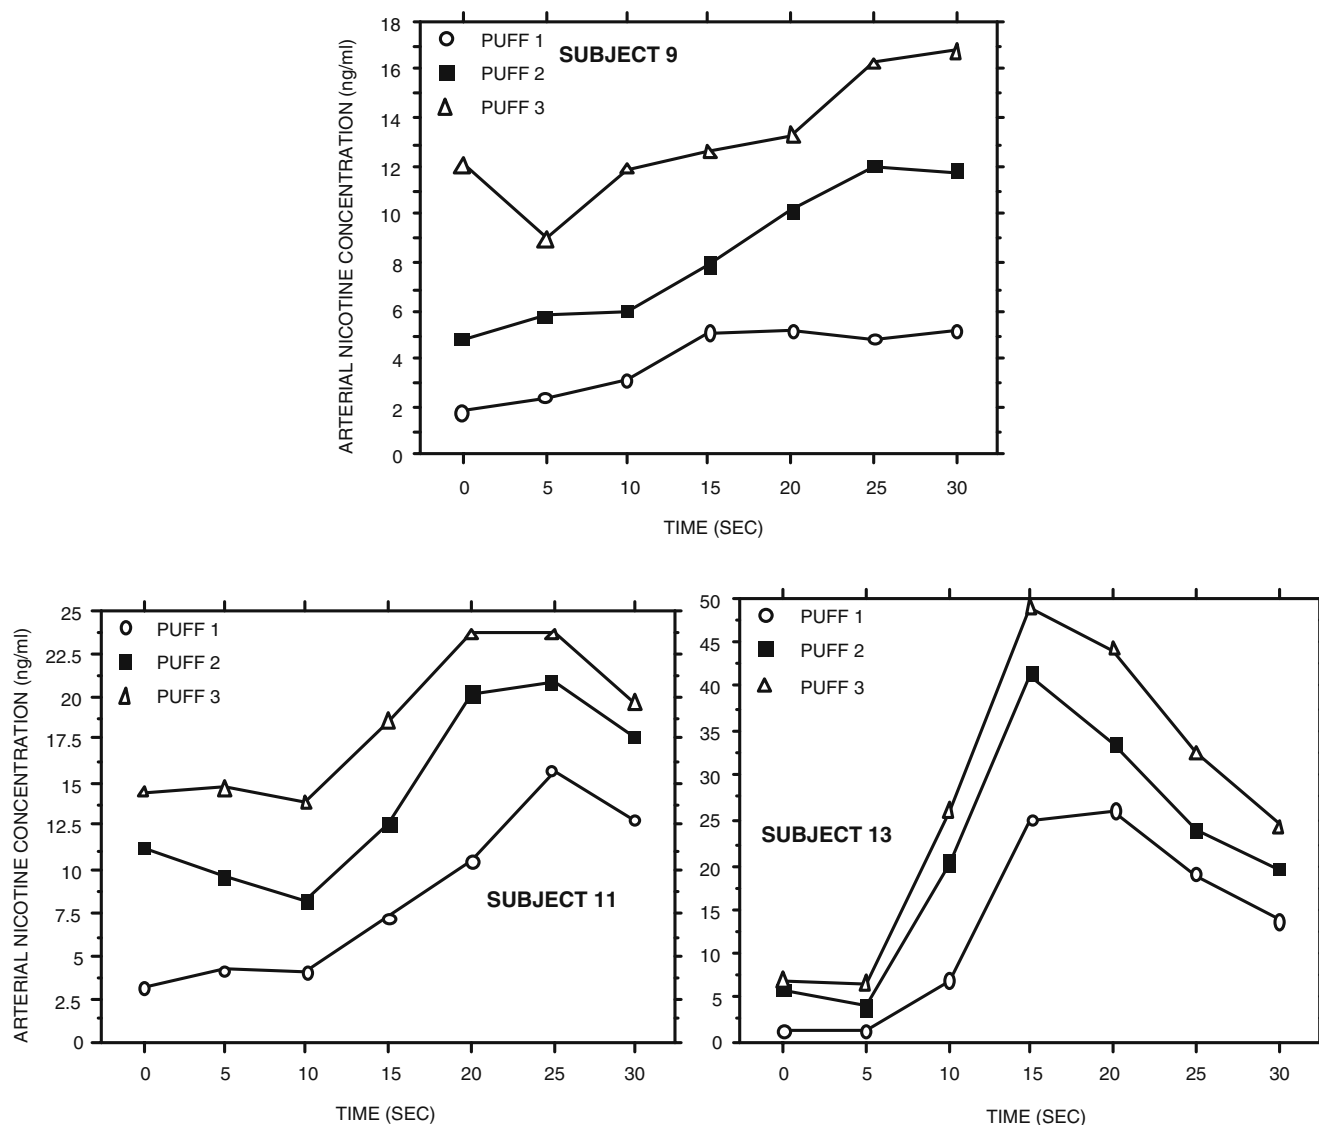 ARTERIAL NICOTINE CONCENTRATION (ng/ml)
18
16
14
12
10
8
6
4
2
0
PUFF 1
PUFF 2
PUFF 3
SUBJECT 9
0 5 10 15 20 25 30
TIME (SEC)
ARTERIAL NICOTINE CONCENTRATION (ng/ml)
25
22.5
20
17.5
15
12.5
10
7.5
5
2.5
0
PUFF 1
PUFF 2
PUFF 3
SUBJECT 11
0 5 10 15 20 25 30
TIME (SEC)
50
45
40
35
30
25
20
15
10
5
0
PUFF 1
PUFF 2
PUFF 3
SUBJECT 13
0 5 10 15 20 25 30
TIME (SEC)